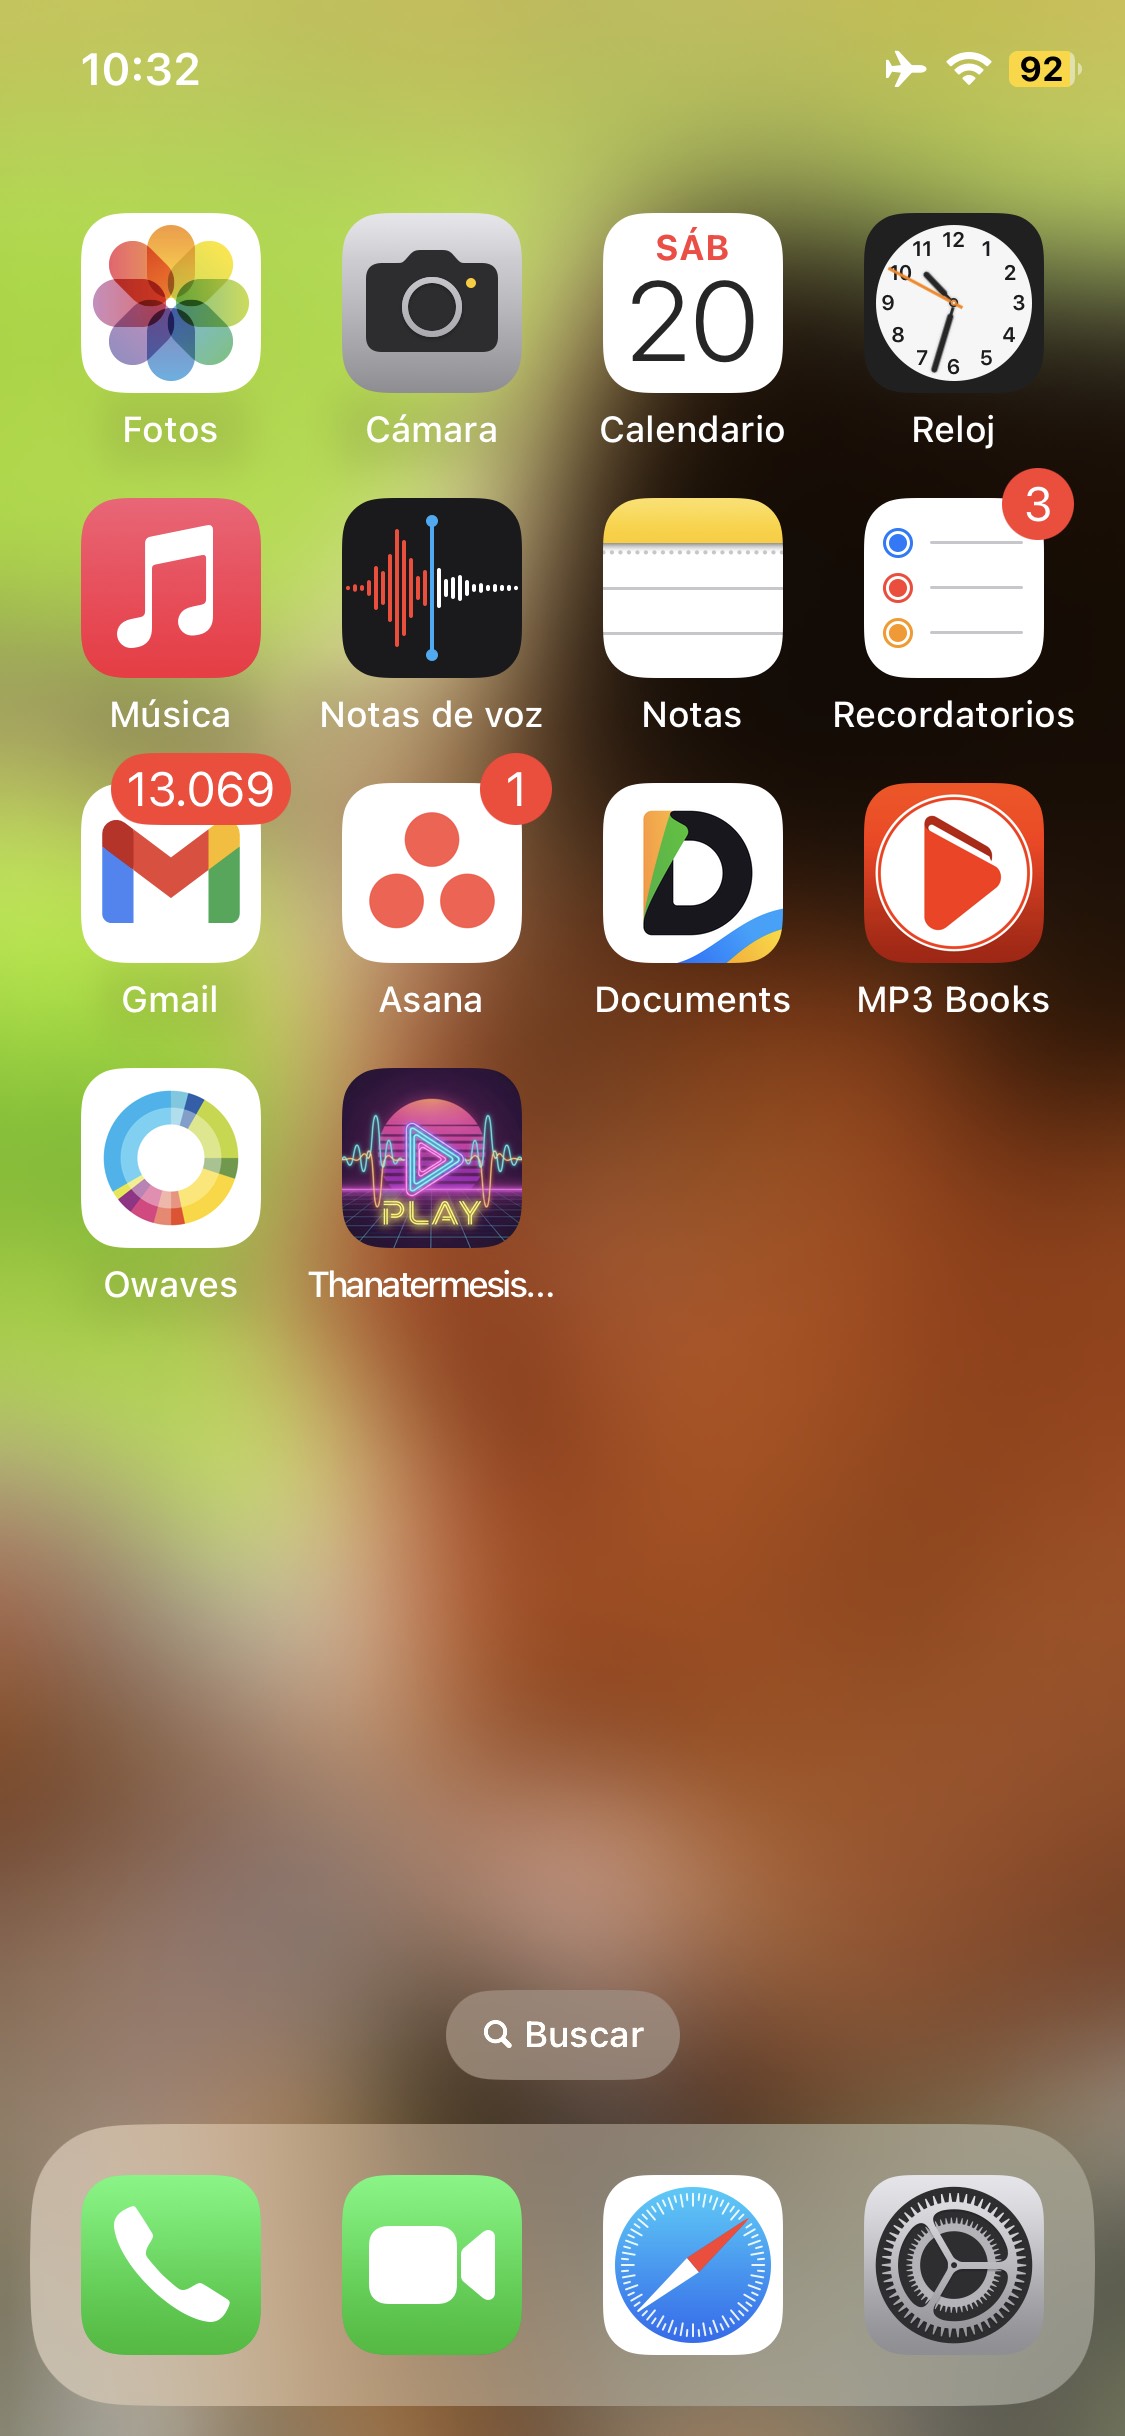 10:32
92
SÁB
20
12
11
1
10
2
9
3
8
4
7
5
6
Fotos
Cámara
Calendario
Reloj
3
Música
Notas de voz
Notas
Recordatorios
13.069
1
Gmail
Asana
Documents
MP3 Books
PLAY
Owaves
Thanatermesis...
Buscar